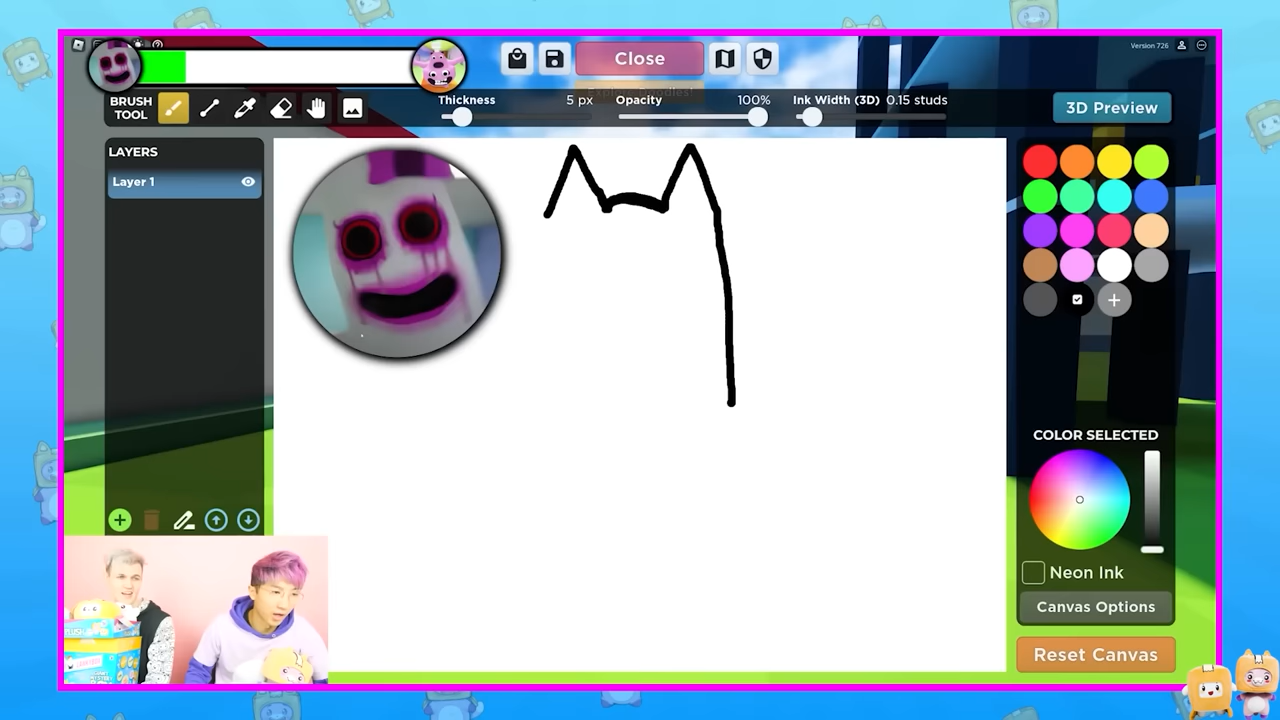 Version 726
Close
BRUSH
TOOL
Thickness
5 px
Opacity
100%
Ink Width (3D)
0.15 studs
3D Preview
LAYERS
Layer 1
COLOR SELECTED
Neon Ink
Canvas Options
Reset Canvas